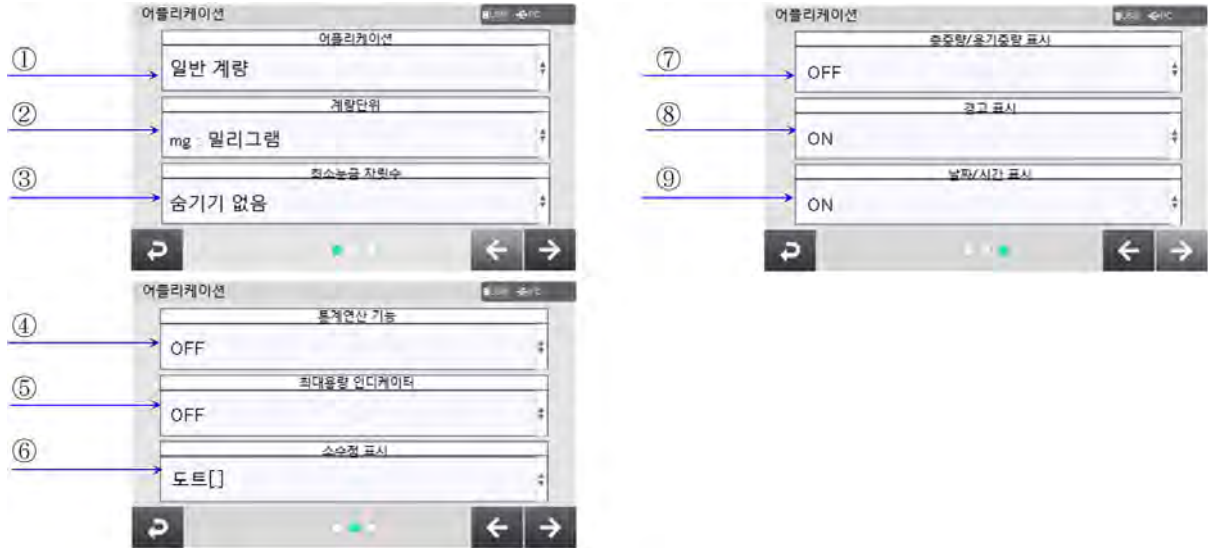 어플리케이션
①
어플리케이션
일반 계량
②
계량단위
mg : 밀리그램
③
최소눈금 자릿수
숨기기 없음
어플리케이션
④
통계연산 기능
OFF
⑤
최대용량 인디케이터
OFF
⑥
소수점 표시
도트[]
어플리케이션
⑦
총중량/용기중량 표시
OFF
⑧
경고 표시
ON
⑨
날짜/시간 표시
ON